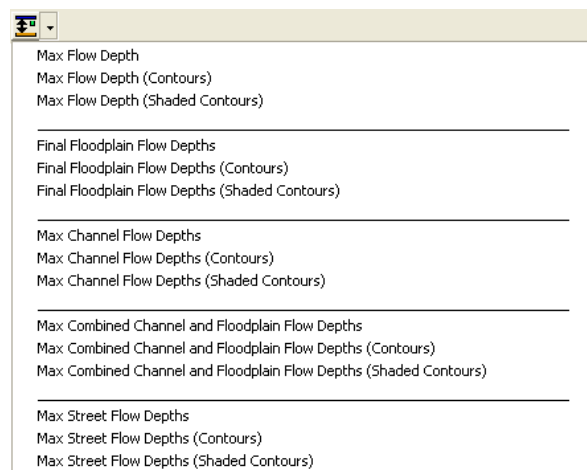 Max Flow Depth
Max Flow Depth (Contours)
Max Flow Depth (Shaded Contours)
Final Floodplain Flow Depths
Final Floodplain Flow Depths (Contours)
Final Floodplain Flow Depths (Shaded Contours)
Max Channel Flow Depths
Max Channel Flow Depths (Contours)
Max Channel Flow Depths (Shaded Contours)
Max Combined Channel and Floodplain Flow Depths
Max Combined Channel and Floodplain Flow Depths (Contours)
Max Combined Channel and Floodplain Flow Depths (Shaded Contours)
Max Street Flow Depths
Max Street Flow Depths (Contours)
Max Street Flow Depths (Shaded Contours)